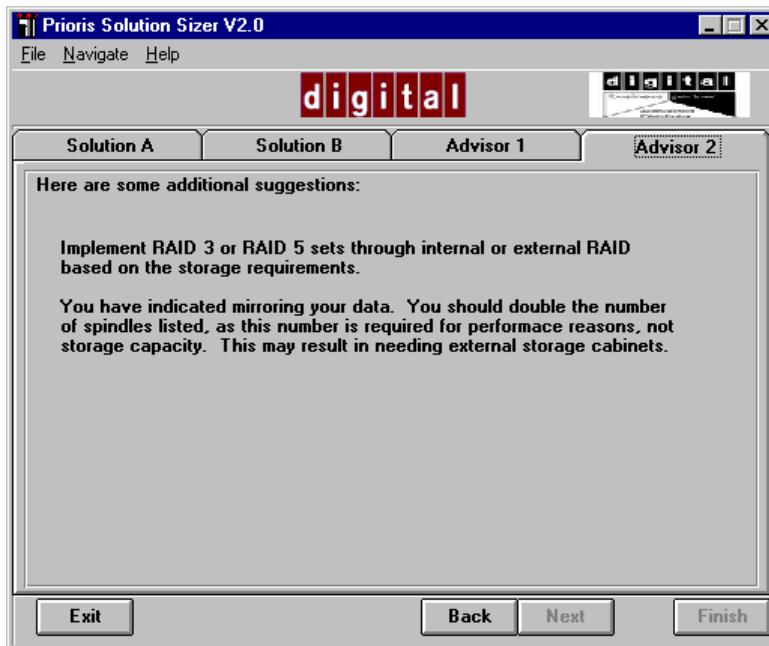 Prioris Solution Sizer V2.0
File Navigate Help
digital
digital
Solution A Solution B Advisor 1 Advisor 2
Here are some additional suggestions:
Implement RAID 3 or RAID 5 sets through internal or external RAID
based on the storage requirements.
You have indicated mirroring your data. You should double the number
of spindles listed, as this number is required for performace reasons, not
storage capacity. This may result in needing external storage cabinets.
Exit Back Next Finish